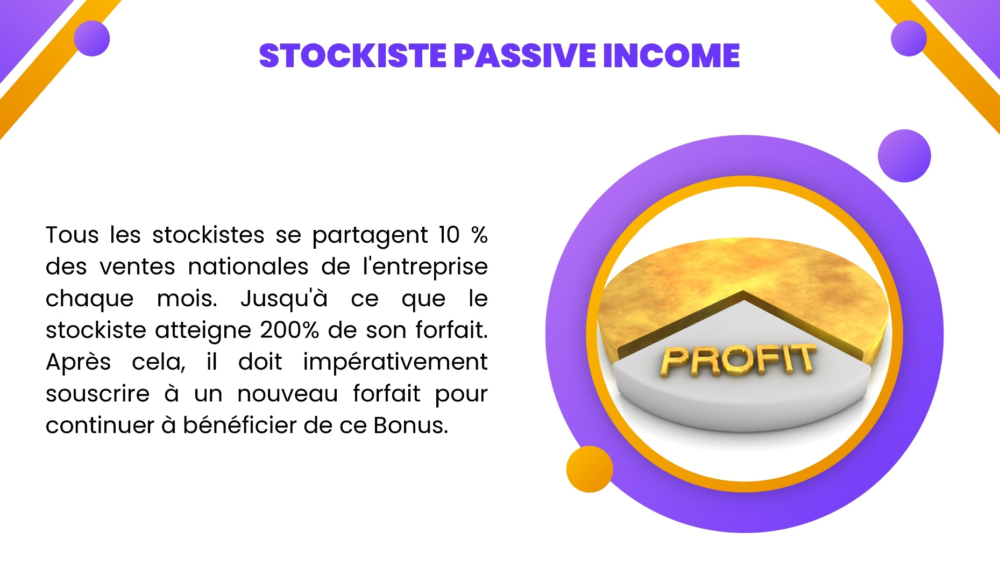 STOCKISTE PASSIVE INCOME
Tous les stockistes se partagent 10 %
des ventes nationales de l'entreprise
chaque mois. Jusqu'à ce que le
stockiste atteigne 200% de son forfait.
Après cela, il doit impérativement
souscrire à un nouveau forfait pour
continuer à bénéficier de ce Bonus.
PROFIT